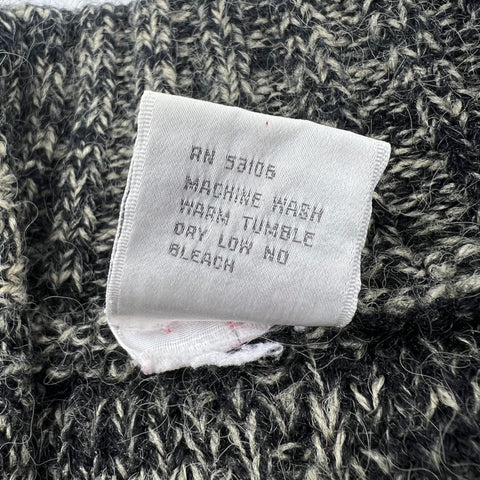 RN 53106
MACHINE WASH
WARM TUMBLE
DRY LOW NO
BLEACH